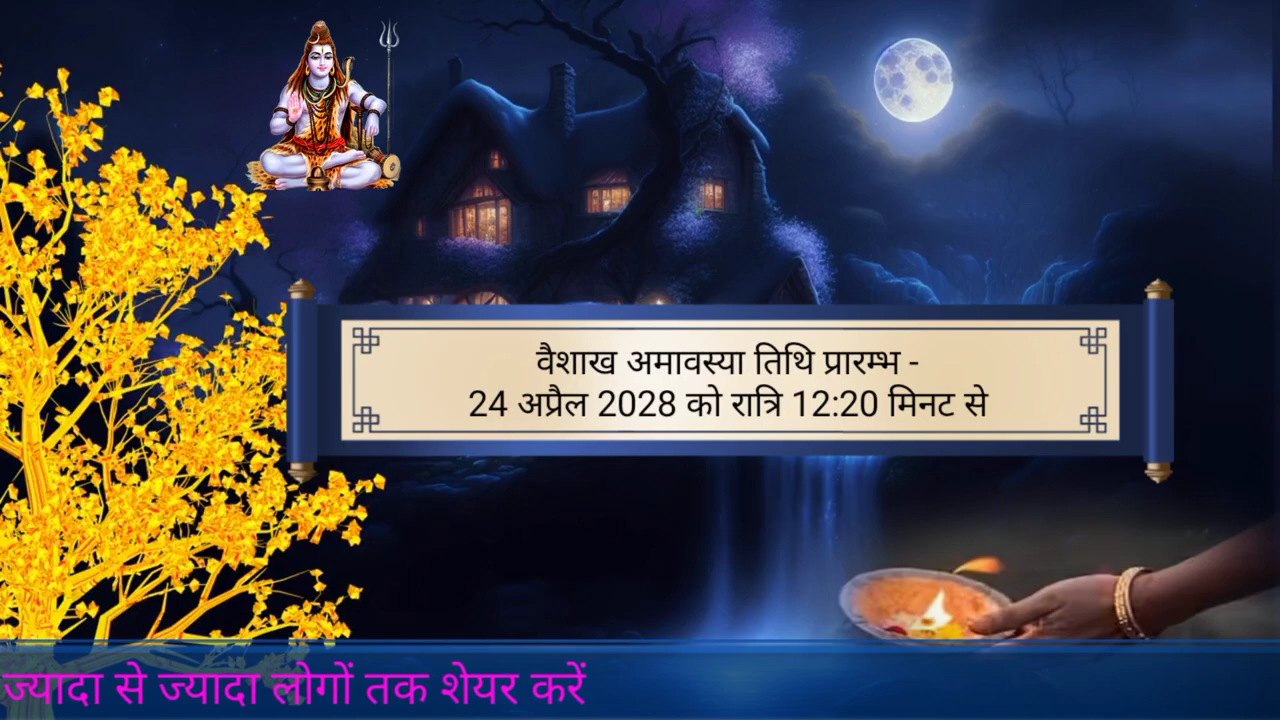 वैशाख अमावस्या तिथि प्रारम्भ -
24 अप्रैल 2028 को रात्रि 12:20 मिनट से
ज्यादा से ज्यादा लोगों तक शेयर करें